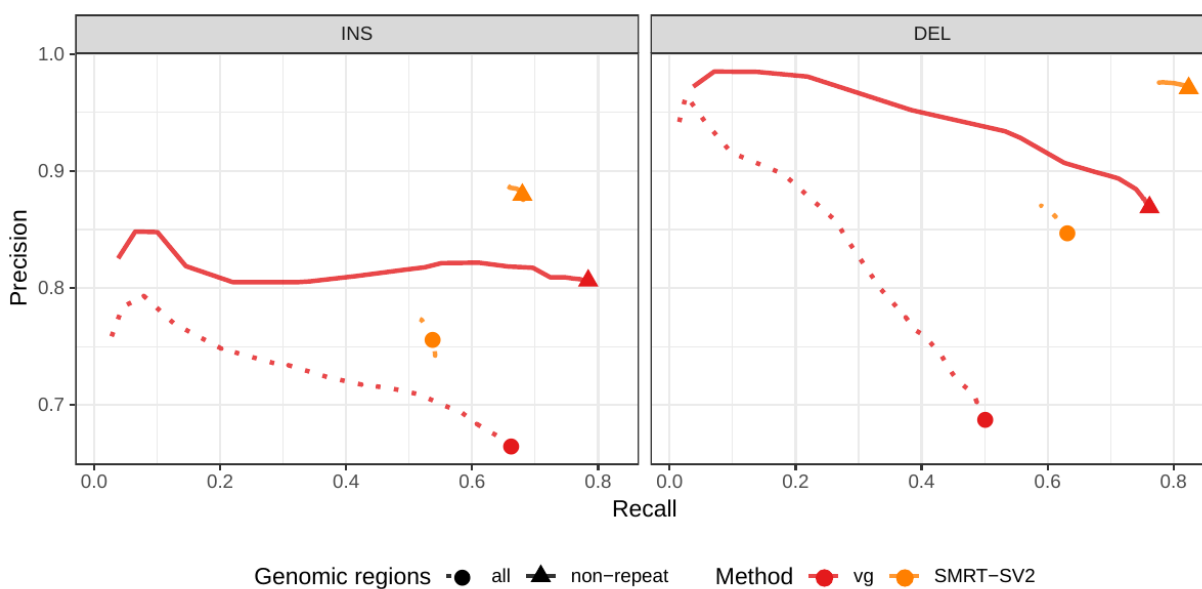 INS DEL
1.0
0.9
0.8
0.7
Precision
0.0 0.2 0.4 0.6 0.8 0.0 0.2 0.4 0.6 0.8
Recall
Genomic regions all non−repeat Method vg SMRT−SV2